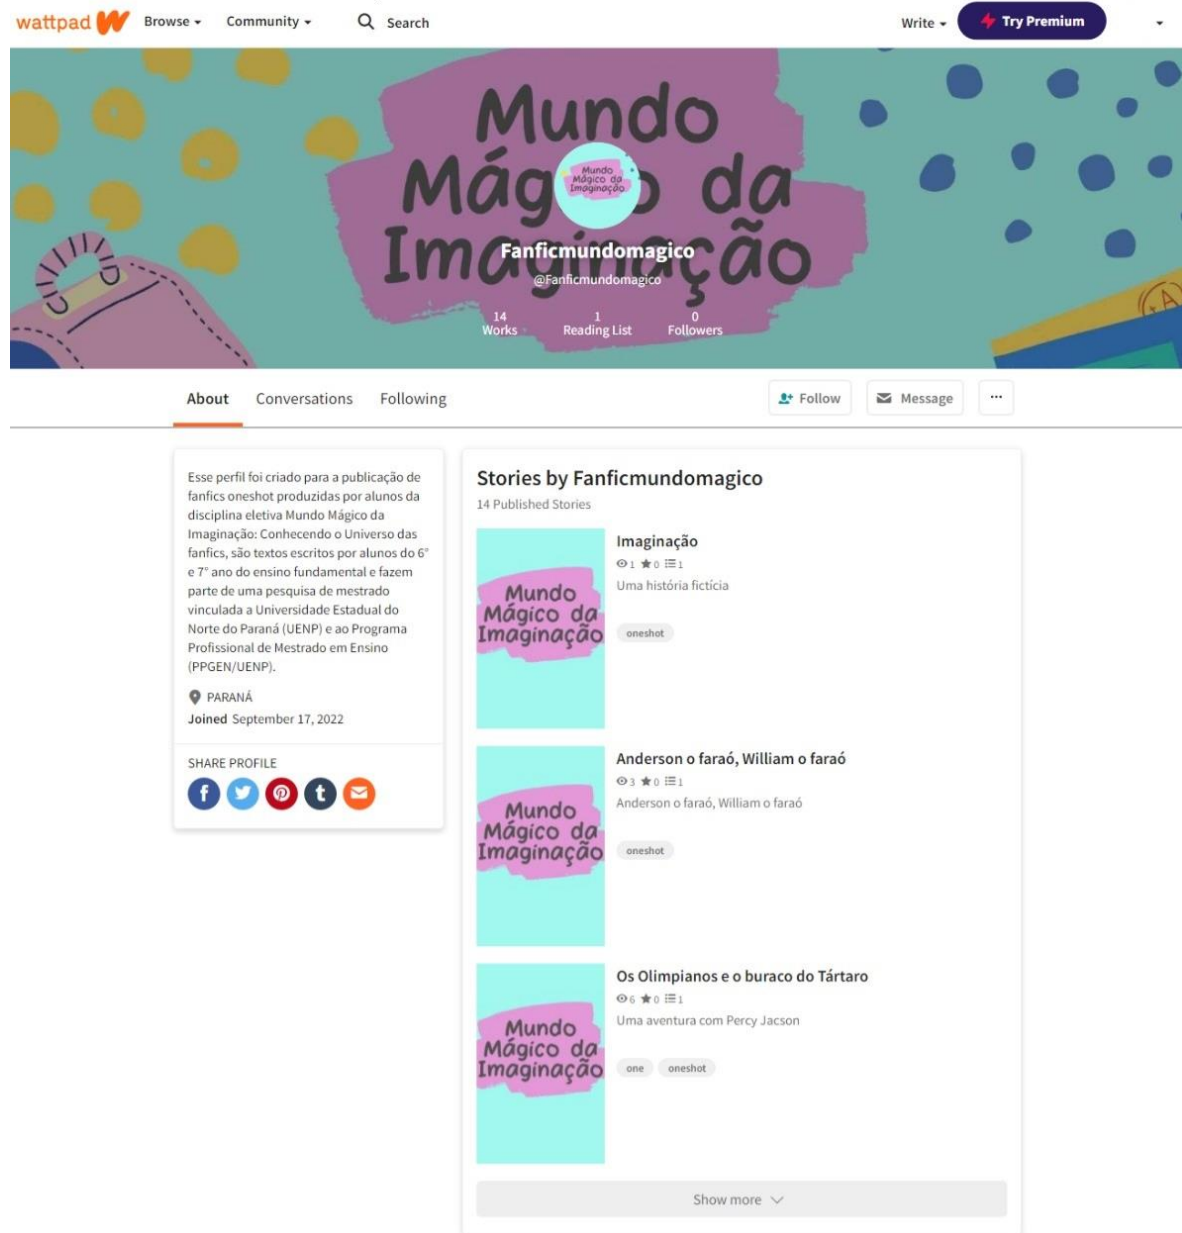 wattpad Browse Community Search Write Try Premium
Mundo
Mágico da
Imaginação
Mundo
Mágico da
Imaginação
Fanficmundomagico
@Fanficmundomagico
14 1 0
Works Reading List Followers
A+
About Conversations Following Follow Message ...
Esse perfil foi criado para a publicação de
fanfics oneshot produzidas por alunos da
disciplina eletiva Mundo Mágico da
Imaginação: Conhecendo o Universo das
fanfics, são textos escritos por alunos do 6°
e 7° ano do ensino fundamental e fazem
parte de uma pesquisa de mestrado
vinculada a Universidade Estadual do
Norte do Paraná (UENP) e ao Programa
Profissional de Mestrado em Ensino
(PPGEN/UENP).
PARANÁ
Joined September 17, 2022
SHARE PROFILE
Stories by Fanficmundomagico
14 Published Stories
Mundo
Mágico da
Imaginação
Imaginação
1 0 1
Uma história fictícia
oneshot
Mundo
Mágico da
Imaginação
Anderson o faraó, William o faraó
3 0 1
Anderson o faraó, William o faraó
oneshot
Mundo
Mágico da
Imaginação
Os Olimpianos e o buraco do Tártaro
6 0 1
Uma aventura com Percy Jacson
one oneshot
Show more